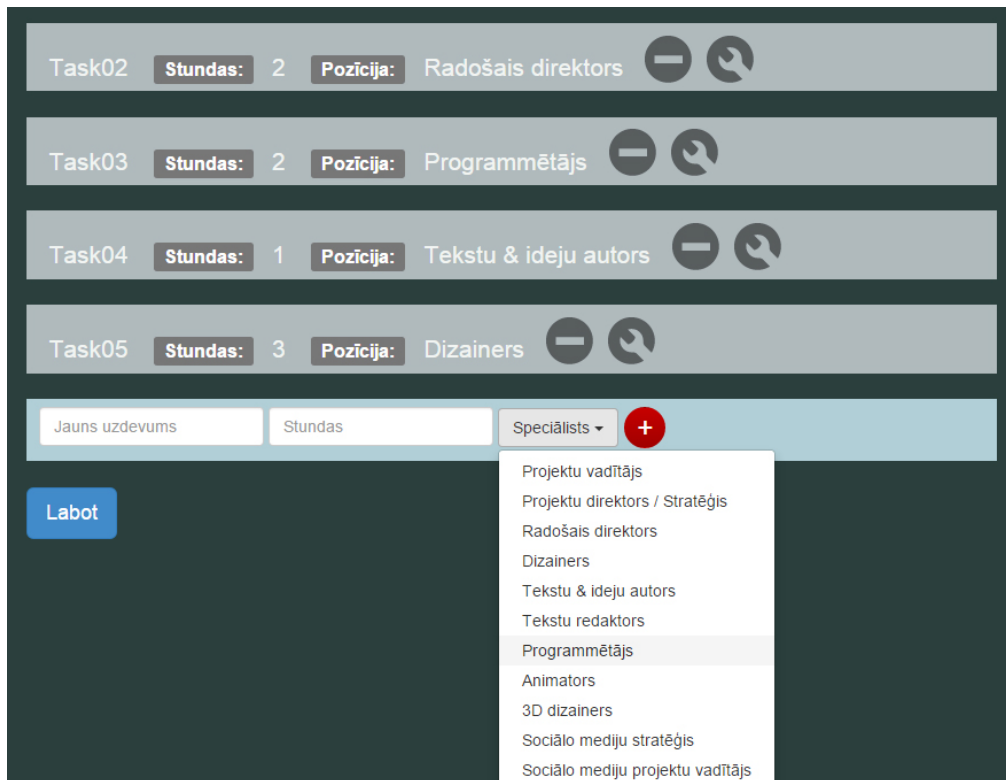 Task02 Stundas: 2 Pozīcija: Radošais direktors
Task03 Stundas: 2 Pozīcija: Programmētājs
Task04 Stundas: 1 Pozīcija: Tekstu & ideju autors
Task05 Stundas: 3 Pozīcija: Dizainers
Jauns uzdevums Stundas Speciālists +
Projektu vadītājs
Labot
Projektu direktors / Stratēģis
Radošais direktors
Dizainers
Tekstu & ideju autors
Tekstu redaktors
Programmētājs
Animators
3D dizainers
Sociālo mediju stratēģis
Sociālo mediju projektu vadītājs